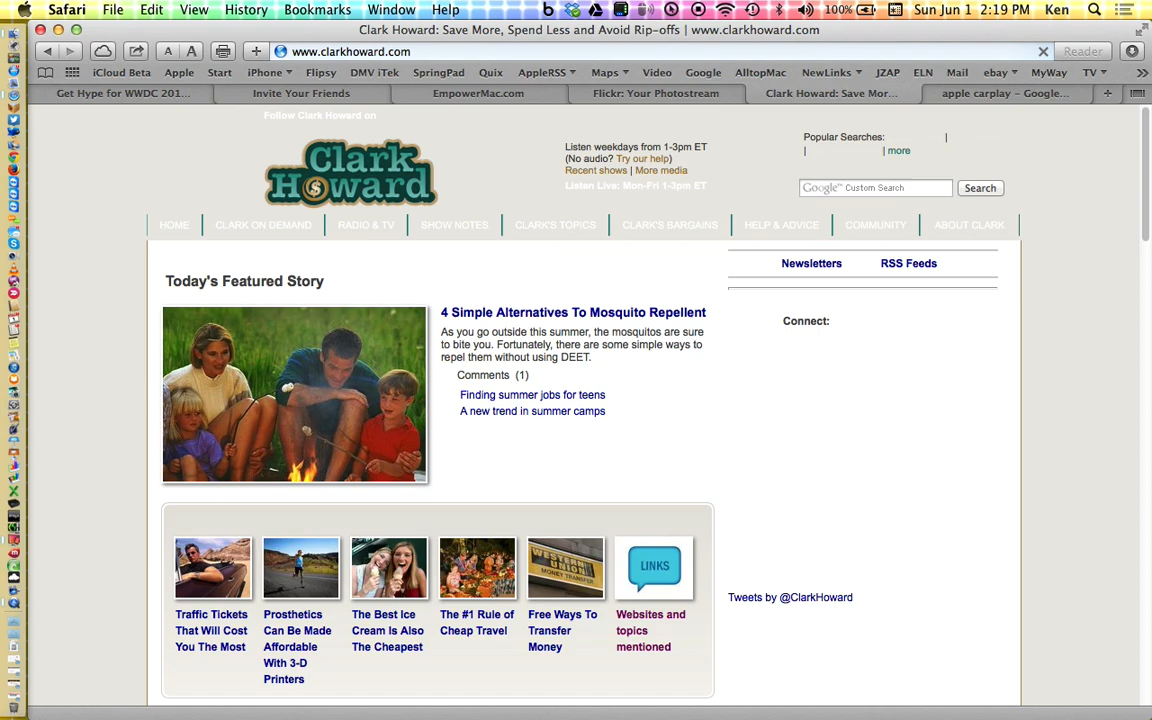 Safari File Edit View History Bookmarks Window Help 100% Sun Jun 1 2:19 PM Ken
Clark Howard: Save More, Spend Less and Avoid Rip-offs | www.clarkhoward.com
A A + www.clarkhoward.com Reader
iCloud Beta Apple Start iPhone Flipsy DMV iTek SpringPad Quix AppleRSS Maps Video Google AlltopMac NewLinks JZAP ELN Mail ebay MyWay TV
Get Hype for WWDC 201... Invite Your Friends EmpowerMac.com Flickr: Your Photostream Clark Howard: Save Mor... apple carplay – Google...
Follow Clark Howard on
Clark
Howard
Listen weekdays from 1-3pm ET
(No audio? Try our help)
Recent shows | More media
Listen Live: Mon-Fri 1-3pm ET
Popular Searches: |
| | more
Google™ Custom Search Search
HOME CLARK ON DEMAND RADIO & TV SHOW NOTES CLARK'S TOPICS CLARK'S BARGAINS HELP & ADVICE COMMUNITY ABOUT CLARK
Newsletters RSS Feeds
Today's Featured Story
Connect:
4 Simple Alternatives To Mosquito Repellent
As you go outside this summer, the mosquitos are sure
to bite you. Fortunately, there are some simple ways to
repel them without using DEET.
Comments (1)
Finding summer jobs for teens
A new trend in summer camps
WESTERN
UNION
MONEY TRANSFER
LINKS
Traffic Tickets
That Will Cost
You The Most
Prosthetics
Can Be Made
Affordable
With 3-D
Printers
The Best Ice
Cream Is Also
The Cheapest
The #1 Rule of
Cheap Travel
Free Ways To
Transfer
Money
Websites and
topics
mentioned
Tweets by @ClarkHoward